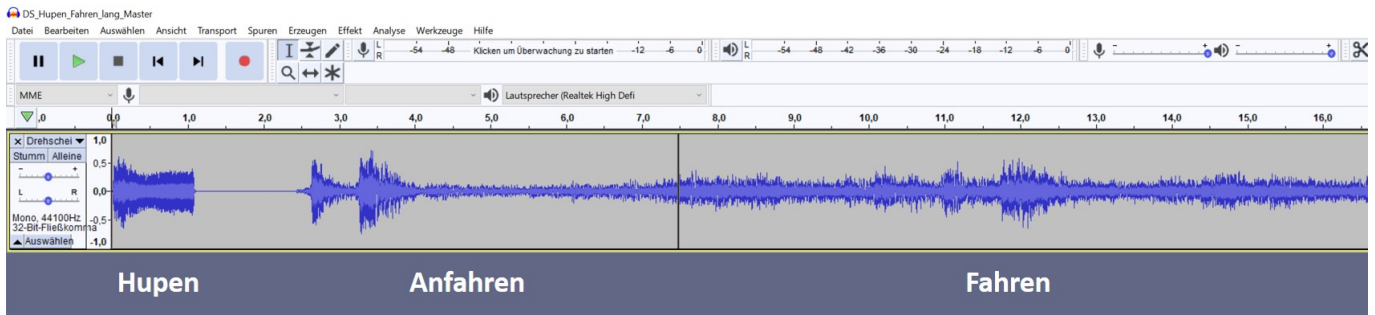 DS_Hupen_Fahren_lang_Master
Datei Bearbeiten Auswählen Ansicht Transport Spuren Erzeugen Effekt Analyse Werkzeuge Hilfe
L R -54 -48 Klicken um Überwachung zu starten -12 -6 0 L R -54 -48 -42 -36 -30 -24 -18 -12 -6 0
MME Lautsprecher (Realtek High Defi
,0 0,0 1,0 2,0 3,0 4,0 5,0 6,0 7,0 8,0 9,0 10,0 11,0 12,0 13,0 14,0 15,0 16,0
x Drehschei 1,0
Stumm Alleine 0,5
- +
L R 0,0
Mono, 44100Hz -0,5
32-Bit-Fließkomma
Auswählen -1,0
Hupen Anfahren Fahren